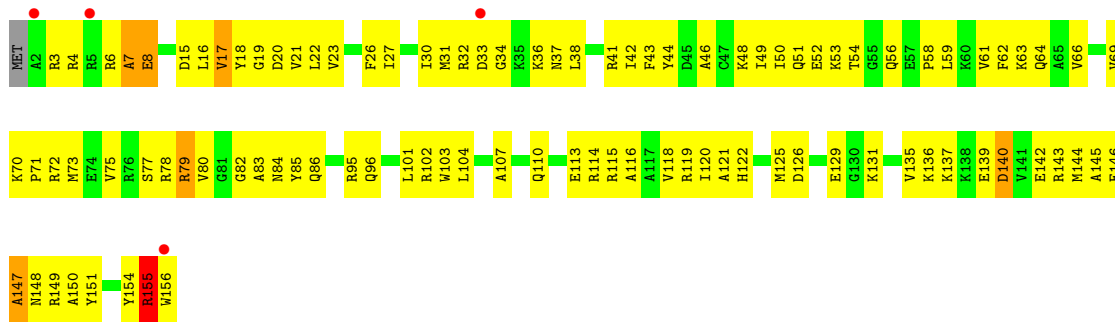 MET A2 R3 R4 R5 R6 A7 E8 D15 L16 V17 Y18 G19 D20 V21 L22 V23 F26 I27 I30 M31 R32 D33 G34 K35 K36 N37 L38 R41 I42 F43 Y44 D45 A46 C47 K48 I49 I50 Q51 E52 K53 T54 G55 Q56 E57 P58 L59 K60 V61 F62 K63 Q64 A65 V66 V69
K70 P71 R72 M73 E74 V75 R76 S77 R78 R79 V80 G81 G82 A83 N84 Y85 Q86 R95 Q96 L101 R102 W103 L104 A107 Q110 E113 R114 R115 A116 A117 V118 R119 I120 A121 H122 M125 D126 E129 G130 K131 V135 K136 K137 K138 E139 D140 V141 E142 R143 M144 A145
A147 N148 R149 A150 Y151 Y154 R155 W156